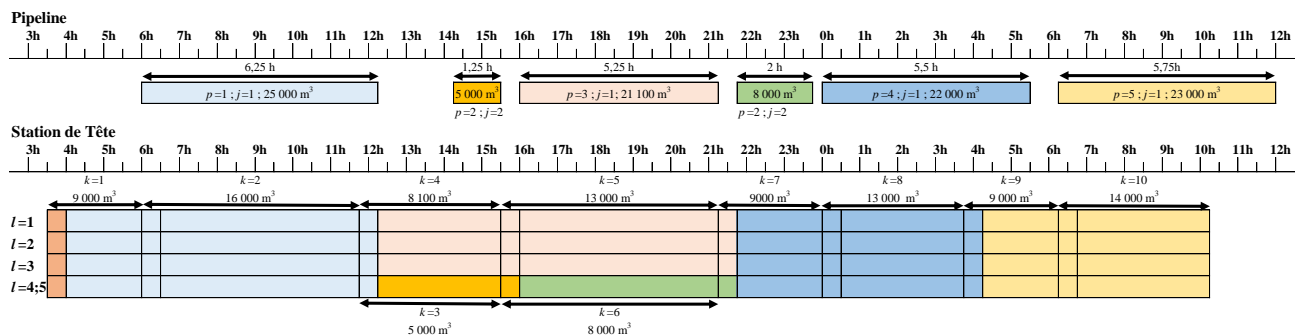 Pipeline
3h 4h 6h 7h 8h 9h 10h 11h 12h 13h 14h 15h 16h 17h 18h 19h 20h 21h 22h 23h 0h 2h 3h 4h 5h 6h 7h 8h 9h 10h 11h 12h
6,25 h 1,25 h 5,25 h 2 h 5,5 h 5,75h
p=1 ; j=1 ; 25 000 m³ 5 000 m³ p=3 ; j=1; 21 100 m³ 8 000 m³ p=4 ; j=1 ; 22 000 m³ p=5 ; j=1 ; 23 000 m³
p=2 ; j=2 p=2 ; j=2
Station de Tête
3h 4h 6h 7h 8h 9h 10h 11h 12h 13h 14h 15h 16h 17h 18h 19h 20h 21h 22h 23h 0h 2h 3h 4h 5h 6h 7h 8h 9h 10h 11h 12h
k=1 k=2 k=4 k=5 k=7 k=8 k=9 k=10
9 000 m³ 16 000 m³ 8 100 m³ 13 000 m³ 9000 m³ 13 000 m³ 9 000 m³ 14 000 m³
l=1
l=2
l=3
l=4;5
k=3 k=6
5 000 m³ 8 000 m³